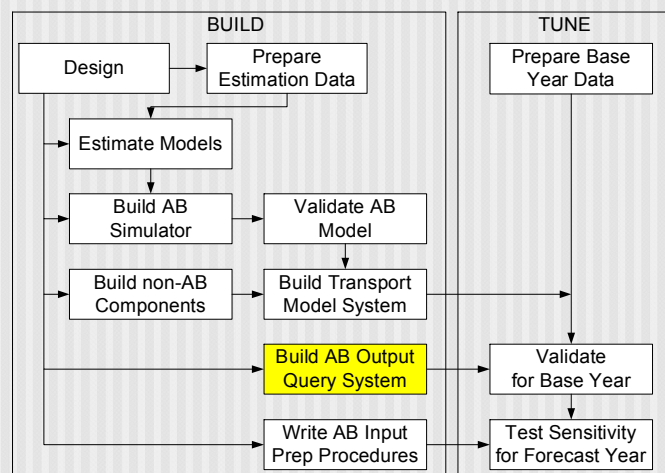 BUILD
TUNE
Design
Prepare
Estimation Data
Prepare Base
Year Data
Estimate Models
Build AB
Simulator
Validate AB
Model
Build non-AB
Components
Build Transport
Model System
Build AB Output
Query System
Validate
for Base Year
Write AB Input
Prep Procedures
Test Sensitivity
for Forecast Year